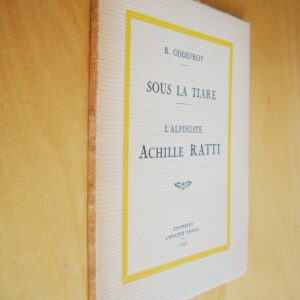 R. GODEFROY
SOUS LA TIARE
L'ALPINISTE
ACHILLE RATTI
CHAMBÉRY
LIBRAIRIE DARDEL